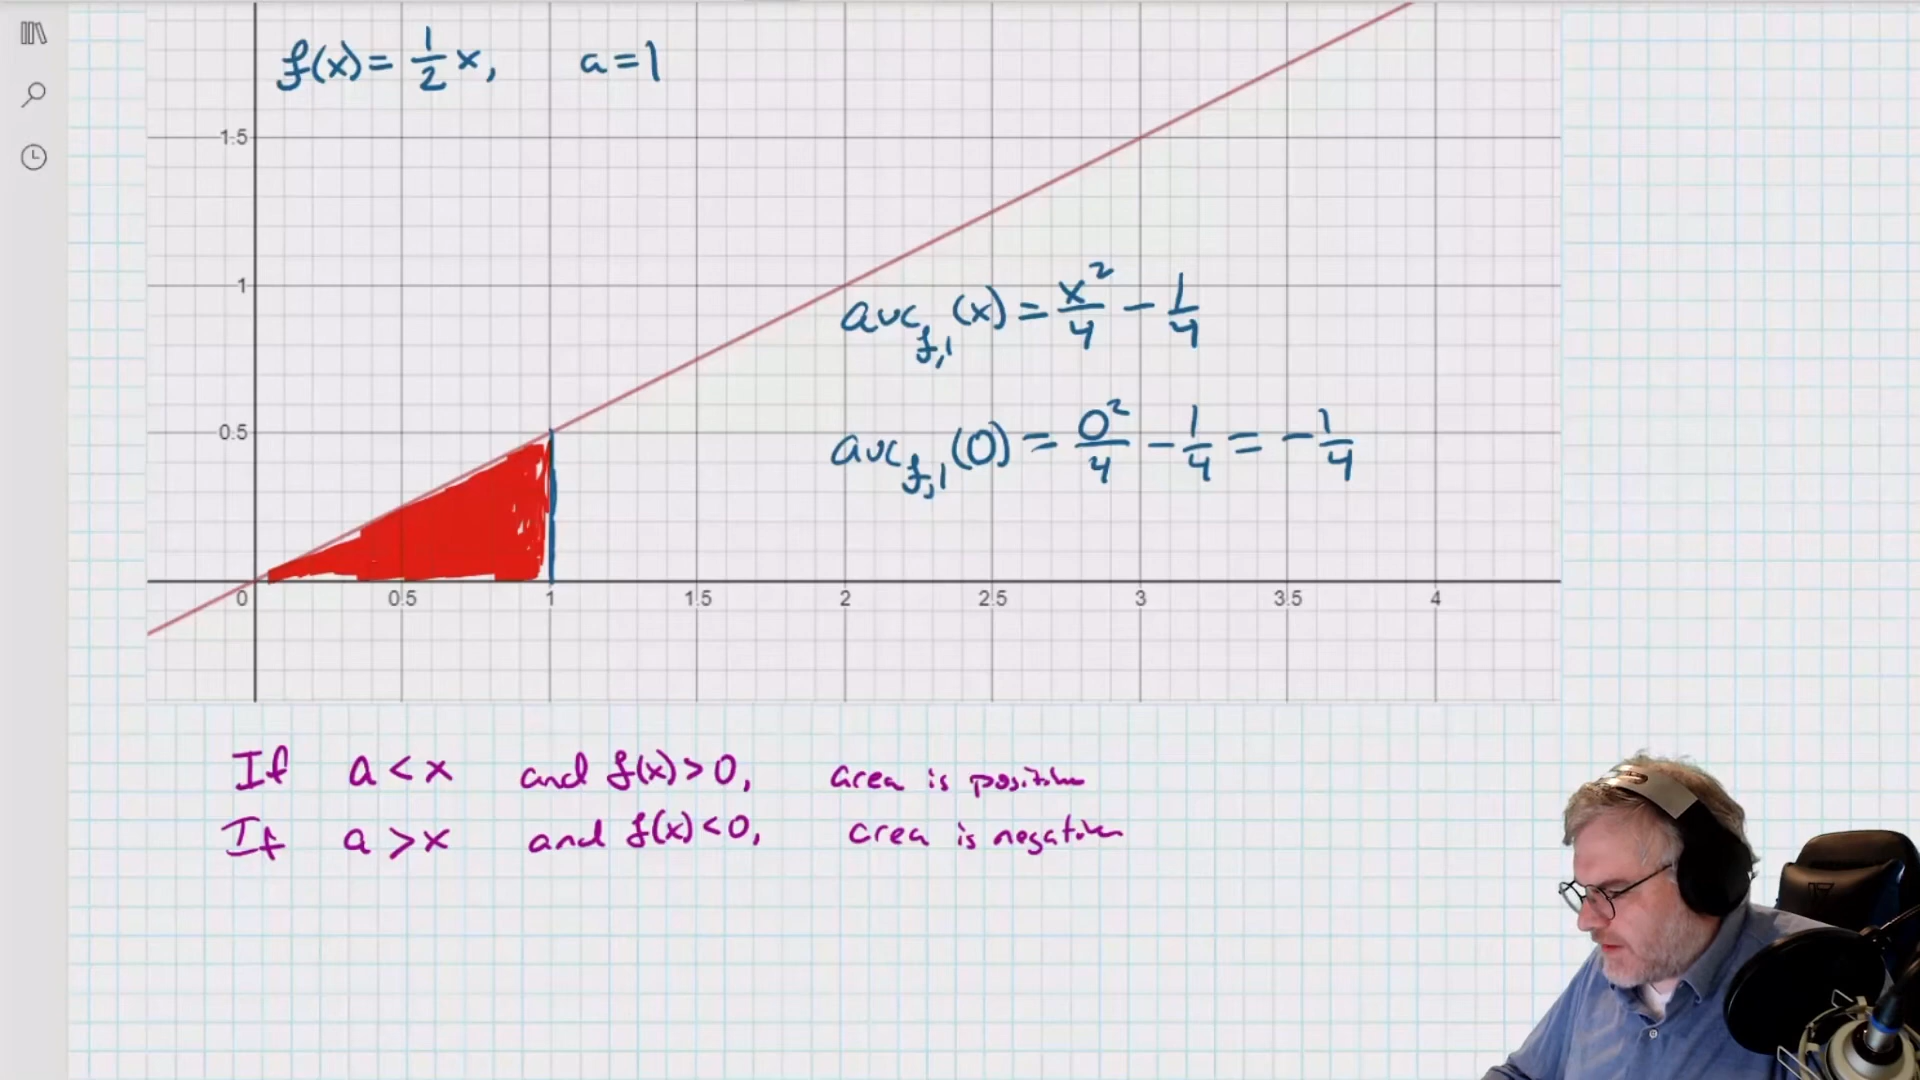 f(x) = 1/2 x, a = 1
1.5
1
auc_f,1 (x) = x²/4 − 1/4
0.5
auc_f,1 (0) = 0²/4 − 1/4 = −1/4
0 0.5 1 1.5 2 2.5 3 3.5 4
If a < x and f(x) > 0, area is positive
If a > x and f(x) < 0, area is negative